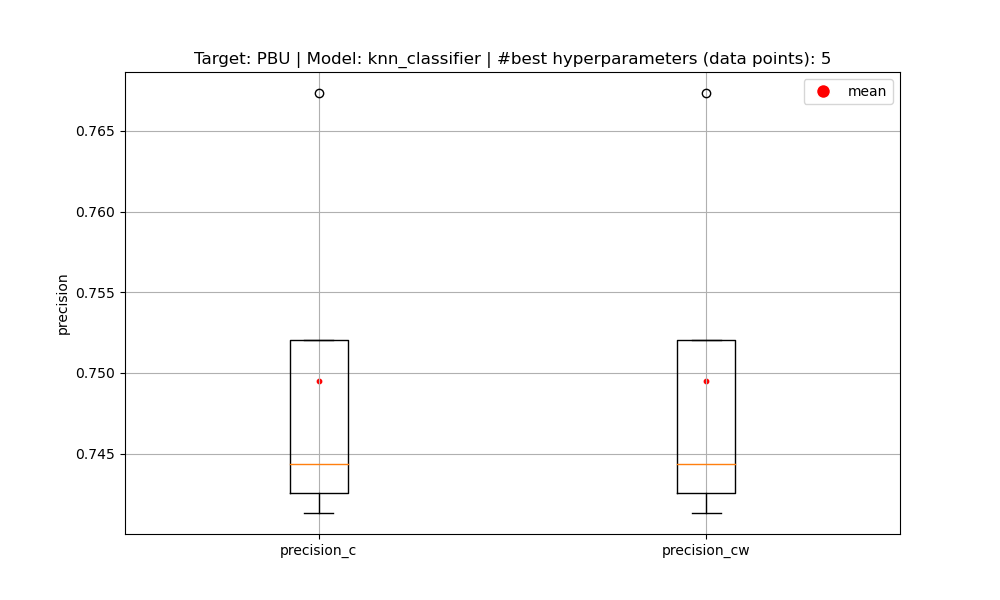 Target: PBU | Model: knn_classifier | #best hyperparameters (data points): 5
mean
0.765
0.760
0.755
0.750
0.745
precision
precision_c
precision_cw